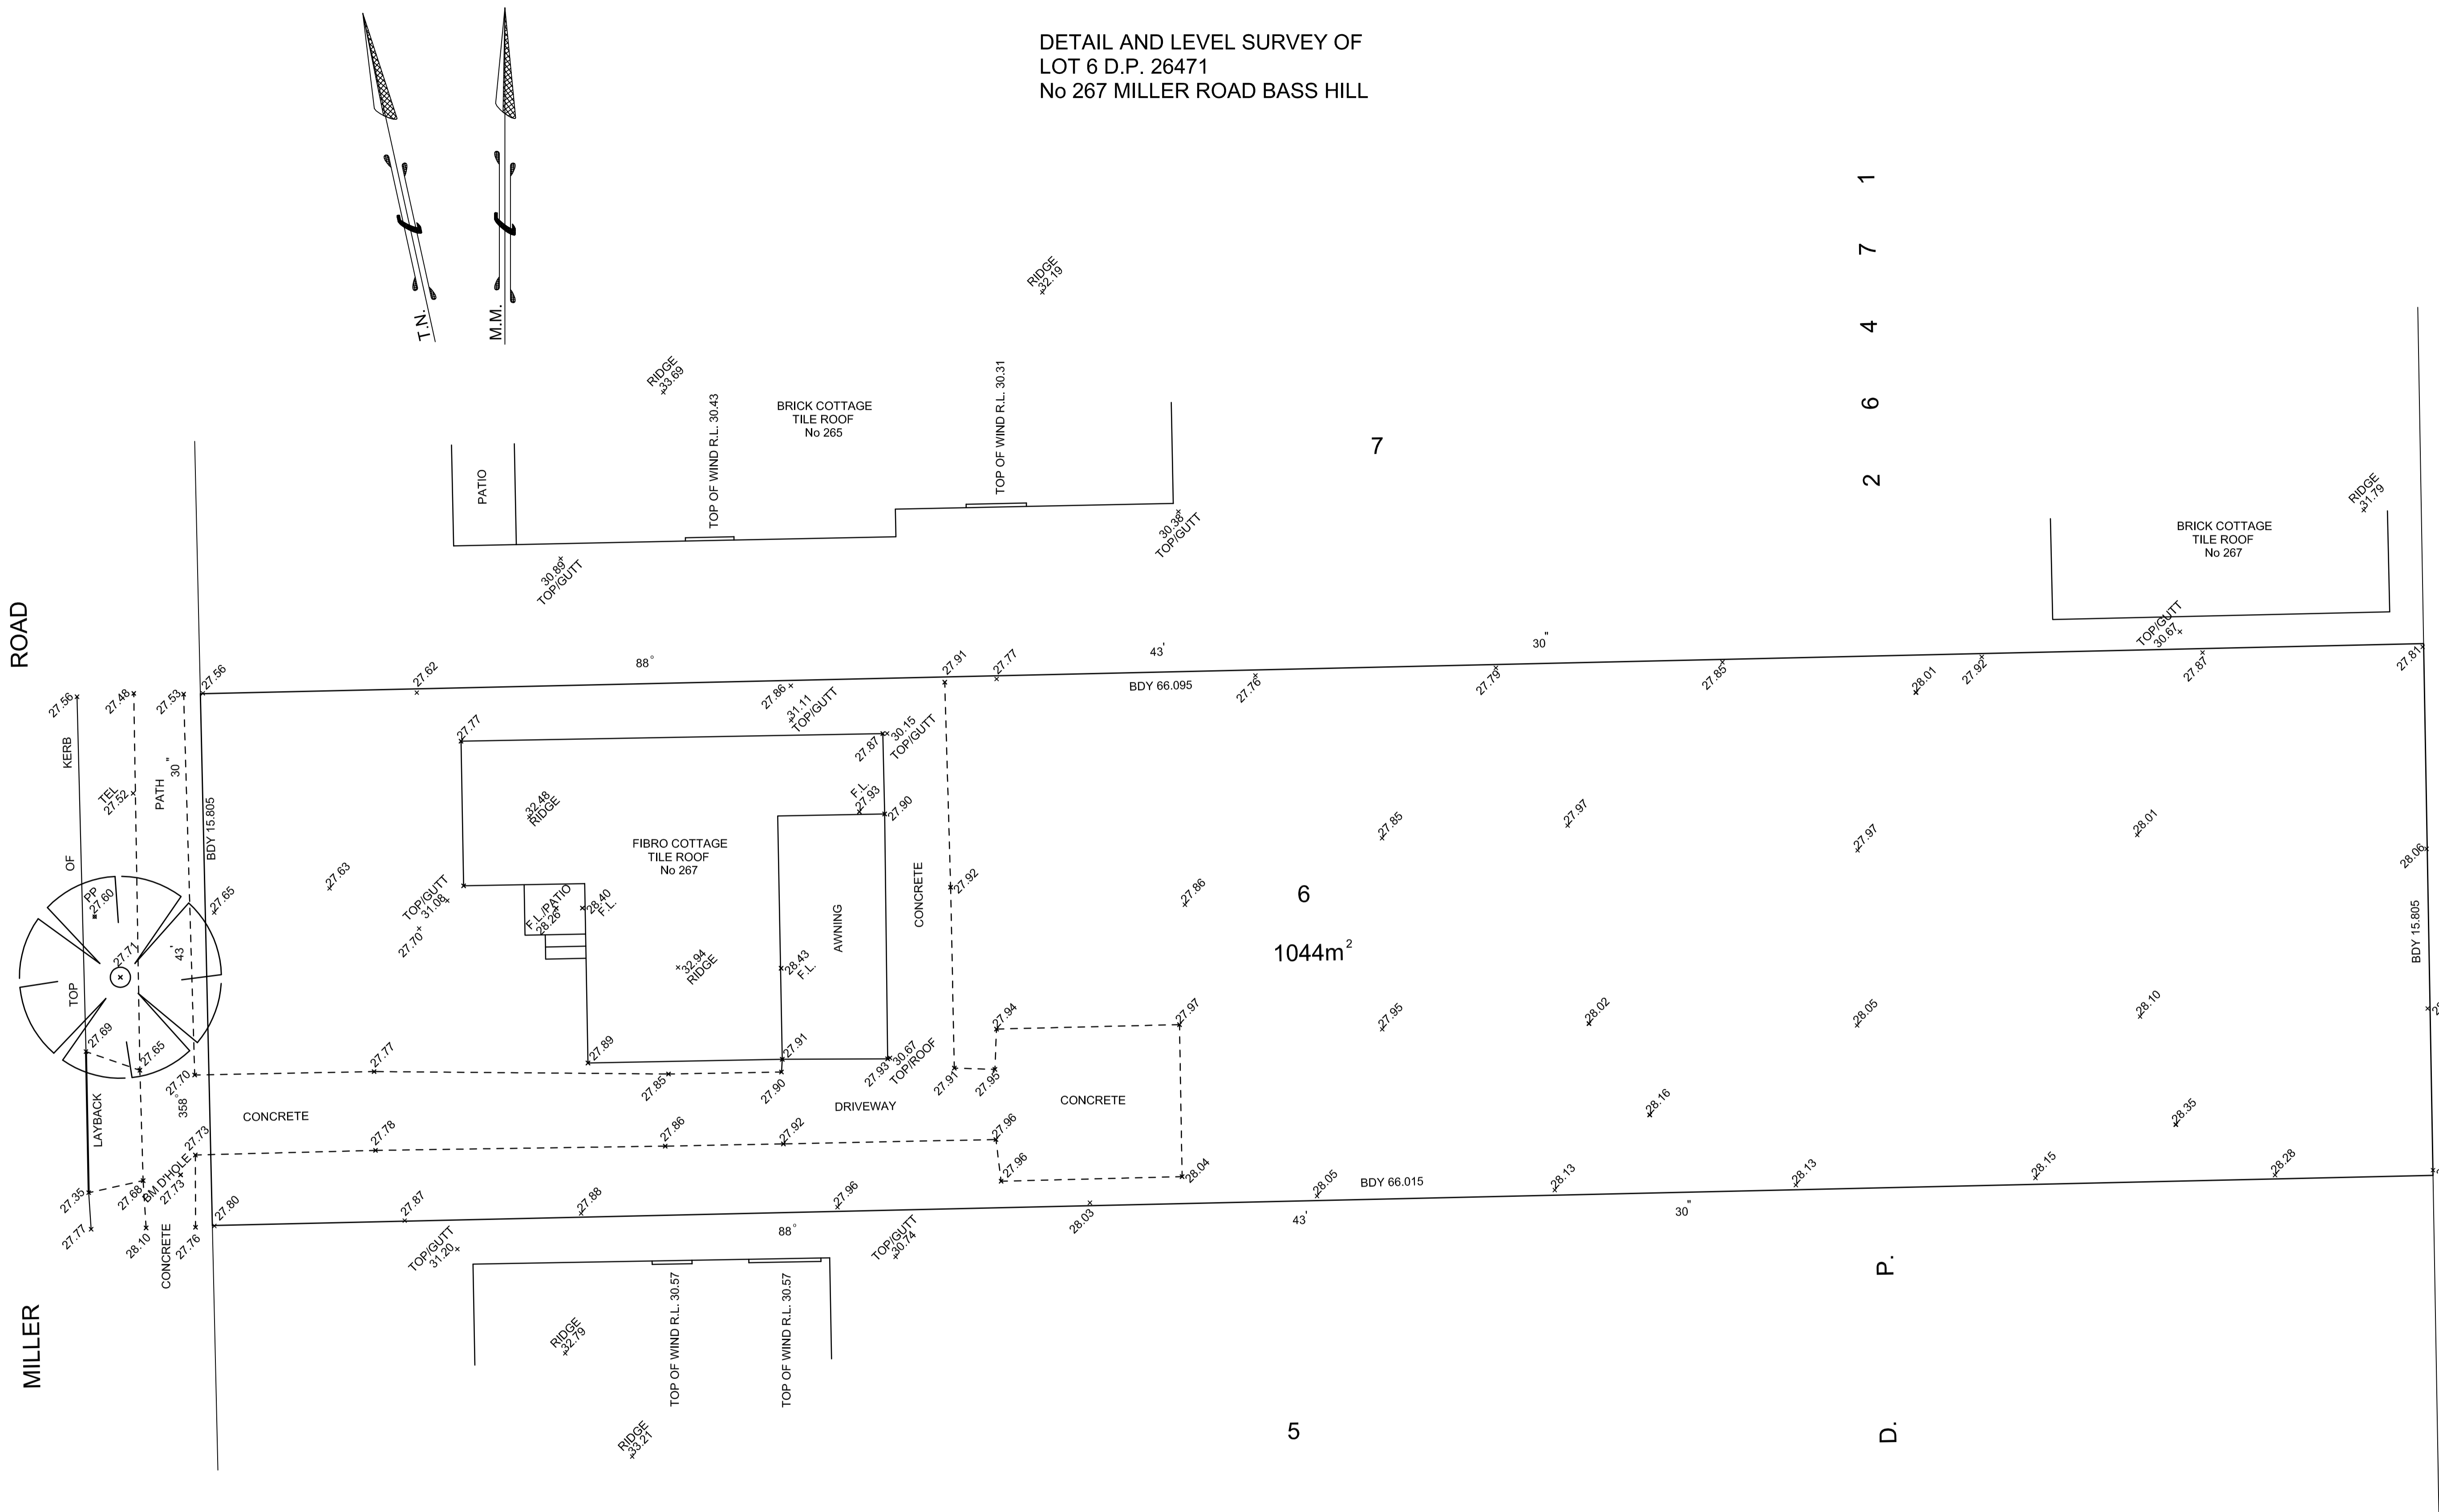 DETAIL AND LEVEL SURVEY OF
LOT 6 D.P. 26471
No 267 MILLER ROAD BASS HILL
T.N.
M.M.
1
7
4
6
2
RIDGE
32.19
RIDGE
33.69
TOP OF WIND R.L. 30.43
BRICK COTTAGE
TILE ROOF
No 265
TOP OF WIND R.L. 30.31
PATIO
7
30.89
TOP/GUTT
30.38
TOP/GUTT
RIDGE
31.79
BRICK COTTAGE
TILE ROOF
No 267
TOP/GUTT
30.67
ROAD
88°
43'
30"
BDY 66.095
27.56
27.48
27.53
27.56
27.62
27.86
31.11
TOP/GUTT
27.91
27.77
27.76
27.79
27.85
28.01
27.92
27.87
27.81
KERB
OF
TOP
TEL
27.52
PATH
30"
43'
358°
BDY 15.805
27.77
27.87
30.15
TOP/GUTT
F.L.
27.93
27.90
32.48
RIDGE
FIBRO COTTAGE
TILE ROOF
No 267
27.63
27.65
PP
27.60
27.71
TOP/GUTT
31.08
27.70
F.L./PATIO
28.26
28.40
F.L.
32.94
RIDGE
28.43
F.L.
AWNING
CONCRETE
27.92
27.86
27.85
27.97
27.97
28.01
28.06
6
1044m2
BDY 15.805
27.94
27.97
27.95
28.02
28.05
28.10
27.69
27.65
27.70
27.77
27.89
27.91
27.85
27.90
27.93
30.67
TOP/ROOF
27.91
27.95
LAYBACK
CONCRETE
DRIVEWAY
CONCRETE
27.73
27.78
27.86
27.92
27.96
27.96
28.04
28.16
28.35
BM D'HOLE
27.73
27.35
27.68
27.77
28.10
27.76
CONCRETE
27.80
27.87
27.88
27.96
28.03
28.05
28.13
28.13
28.15
28.28
BDY 66.015
88°
43'
30"
TOP/GUTT
31.20
TOP/GUTT
30.74
TOP OF WIND R.L. 30.57
TOP OF WIND R.L. 30.57
RIDGE
32.79
RIDGE
33.21
MILLER
5
P.
D.